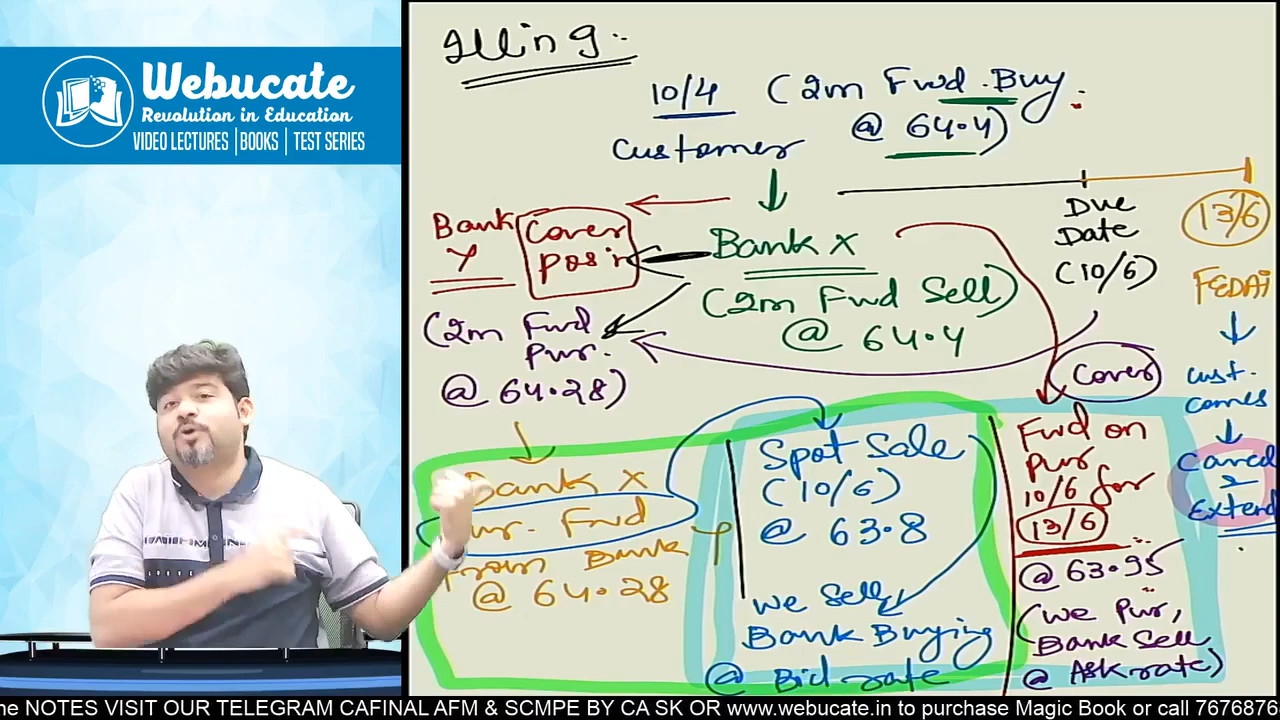 Webucate
Revolution in Education
VIDEO LECTURES | BOOKS | TEST SERIES
Illing.
10/4 (2m Fwd Buy
@ 64.4)
Customer
Bank
Y
Cover
Bank X
(2m Fwd Sell)
@ 64.4
(2m Fwd
Pur.
@ 64.28)
Due
Date
(10/6)
13/6
FEDAI
Cust.
comes
Cancel
&
Extend
Cover
Bank X
Pur. Fwd
From Bank Y
@ 64.28
Spot Sale
(10/6)
@ 63.8
We Sell
Bank Buying
@ Bid rate
Fwd on
Pur
10/6 for
13/6
@ 63.95
(We Pur,
Bank Sell
@ Ask rate)
NOTES VISIT OUR TELEGRAM CAFINAL AFM & SCMPE BY CA SK OR www.webucate.in to purchase Magic Book or call 7676876